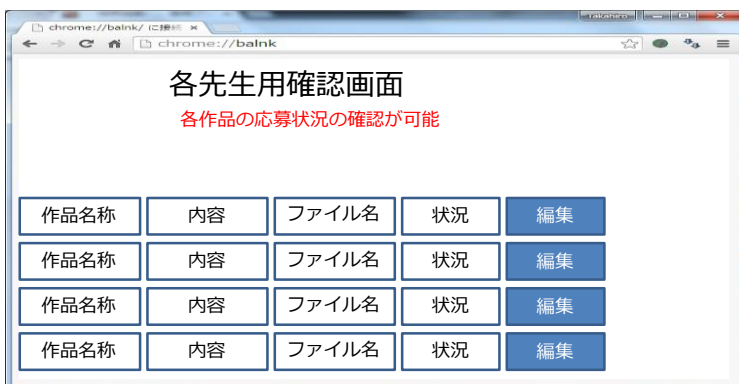 Takahiro
chrome://balnk/ に接続
chrome://balnk
各先生用確認画面
各作品の応募状況の確認が可能
作品名称 内容 ファイル名 状況 編集
作品名称 内容 ファイル名 状況 編集
作品名称 内容 ファイル名 状況 編集
作品名称 内容 ファイル名 状況 編集